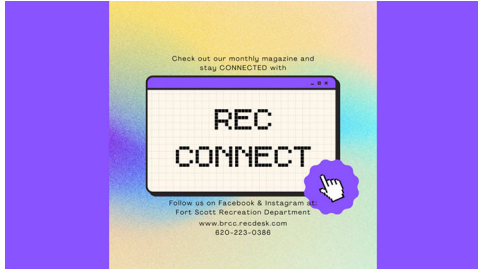 Check out our monthly magazine and
stay CONNECTED with
REC
CONNECT
Follow us on Facebook & Instagram at:
Fort Scott Recreation Department
www.brcc.recdesk.com
620-223-0386